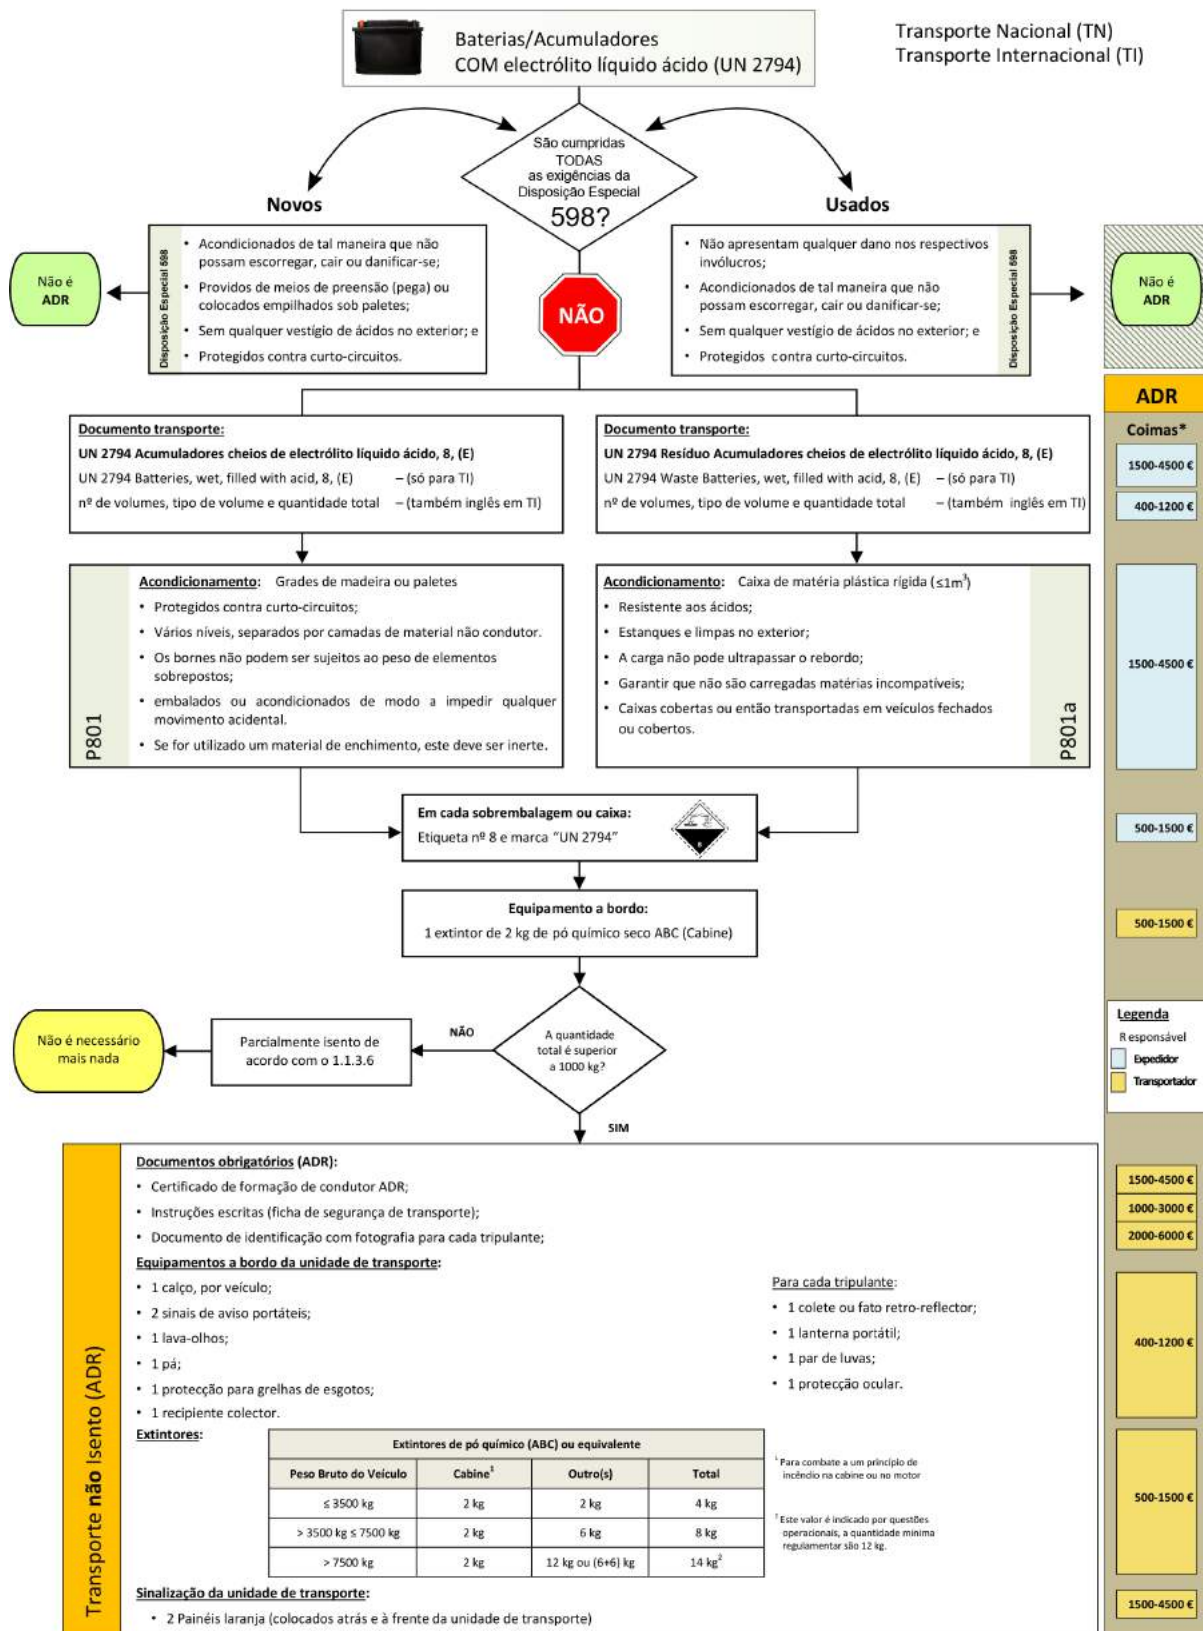 Baterias/Acumuladores
COM electrólito líquido ácido (UN 2794)
Transporte Nacional (TN)
Transporte Internacional (TI)
São cumpridas
TODAS
as exigências da
Disposição Especial
598?
Novos
Usados
Não é
ADR
Disposição Especial 598
• Acondicionados de tal maneira que não
possam escorregar, cair ou danificar-se;
• Providos de meios de preensão (pega) ou
colocados empilhados sob paletes;
• Sem qualquer vestígio de ácidos no exterior; e
• Protegidos contra curto-circuitos.
NÃO
• Não apresentam qualquer dano nos respectivos
invólucros;
• Acondicionados de tal maneira que não
possam escorregar, cair ou danificar-se;
• Sem qualquer vestígio de ácidos no exterior; e
• Protegidos contra curto-circuitos.
Disposição Especial 598
Não é
ADR
Documento transporte:
UN 2794 Acumuladores cheios de electrólito líquido ácido, 8, (E)
UN 2794 Batteries, wet, filled with acid, 8, (E) – (só para TI)
nº de volumes, tipo de volume e quantidade total – (também inglês em TI)
Documento transporte:
UN 2794 Resíduo Acumuladores cheios de electrólito líquido ácido, 8, (E)
UN 2794 Waste Batteries, wet, filled with acid, 8, (E) – (só para TI)
nº de volumes, tipo de volume e quantidade total – (também inglês em TI)
ADR
Coimas*
1500-4500 €
400-1200 €
P801
Acondicionamento: Grades de madeira ou paletes
• Protegidos contra curto-circuitos;
• Vários níveis, separados por camadas de material não condutor.
• Os bornes não podem ser sujeitos ao peso de elementos
sobrepostos;
• embalados ou acondicionados de modo a impedir qualquer
movimento acidental.
• Se for utilizado um material de enchimento, este deve ser inerte.
Acondicionamento: Caixa de matéria plástica rígida (≤1m³)
• Resistente aos ácidos;
• Estanques e limpas no exterior;
• A carga não pode ultrapassar o rebordo;
• Garantir que não são carregadas matérias incompatíveis;
• Caixas cobertas ou então transportadas em veículos fechados
ou cobertos.
P801a
1500-4500 €
Em cada sobrembalagem ou caixa:
Etiqueta nº 8 e marca “UN 2794”
8
500-1500 €
Equipamento a bordo:
1 extintor de 2 kg de pó químico seco ABC (Cabine)
500-1500 €
Não é necessário
mais nada
Parcialmente isento de
acordo com o 1.1.3.6
NÃO
A quantidade
total é superior
a 1000 kg?
SIM
Legenda
Responsável
Expedidor
Transportador
Transporte não Isento (ADR)
Documentos obrigatórios (ADR):
• Certificado de formação de condutor ADR;
• Instruções escritas (ficha de segurança de transporte);
• Documento de identificação com fotografia para cada tripulante;
1500-4500 €
1000-3000 €
2000-6000 €
Equipamentos a bordo da unidade de transporte:
• 1 calço, por veículo;
• 2 sinais de aviso portáteis;
• 1 lava-olhos;
• 1 pá;
• 1 protecção para grelhas de esgotos;
• 1 recipiente colector.
Para cada tripulante:
• 1 colete ou fato retro-reflector;
• 1 lanterna portátil;
• 1 par de luvas;
• 1 protecção ocular.
400-1200 €
Extintores:
Extintores de pó químico (ABC) ou equivalente
Peso Bruto do Veículo Cabine¹ Outro(s) Total
≤ 3500 kg 2 kg 2 kg 4 kg
> 3500 kg ≤ 7500 kg 2 kg 6 kg 8 kg
> 7500 kg 2 kg 12 kg ou (6+6) kg 14 kg²
¹ Para combate a um princípio de
incêndio na cabine ou no motor
² Este valor é indicado por questões
operacionais, a quantidade mínima
regulamentar são 12 kg.
500-1500 €
Sinalização da unidade de transporte:
• 2 Painéis laranja (colocados atrás e à frente da unidade de transporte)
1500-4500 €